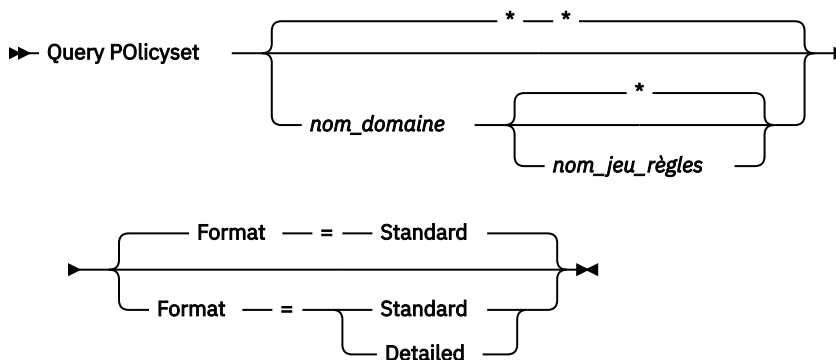 * *
Query POlicyset
*
nom_domaine
nom_jeu_règles
Format = Standard
Format = Standard
Detailed